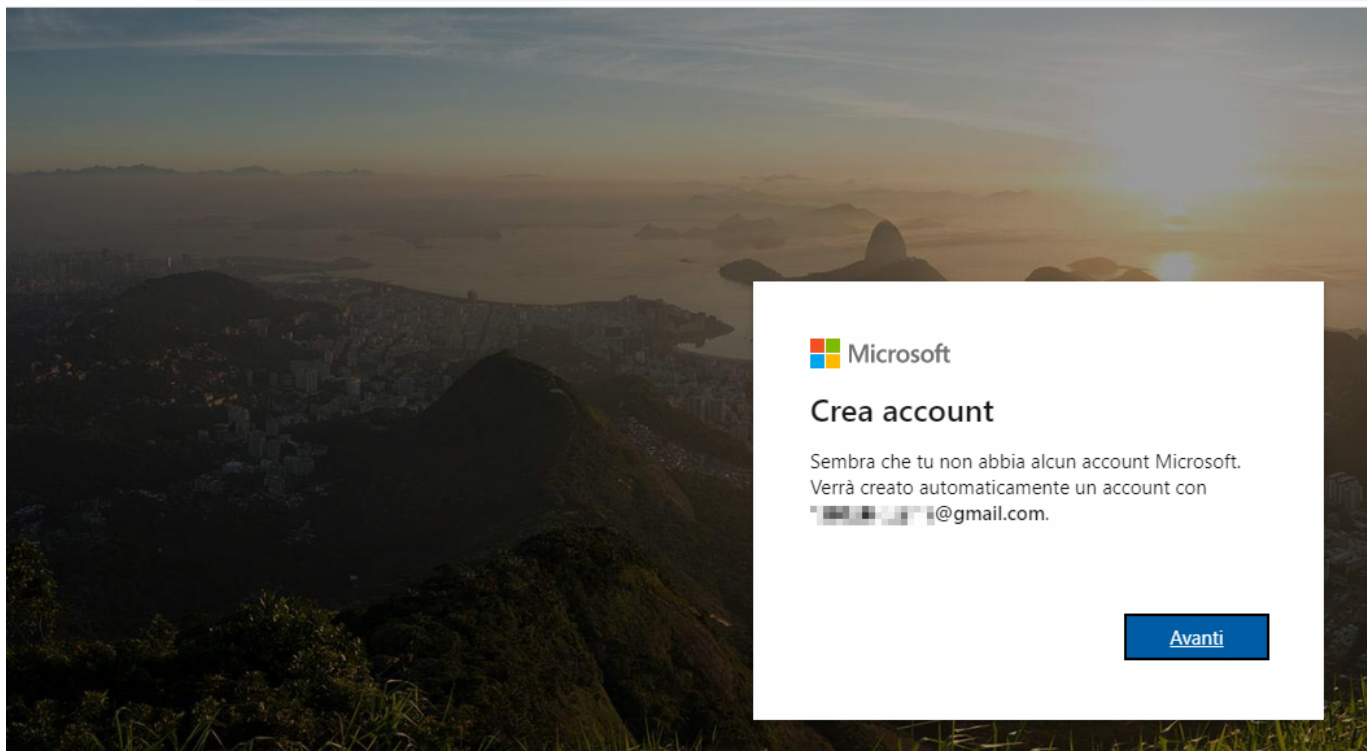 Microsoft
Crea account
Sembra che tu non abbia alcun account Microsoft.
Verrà creato automaticamente un account con
@gmail.com.
Avanti